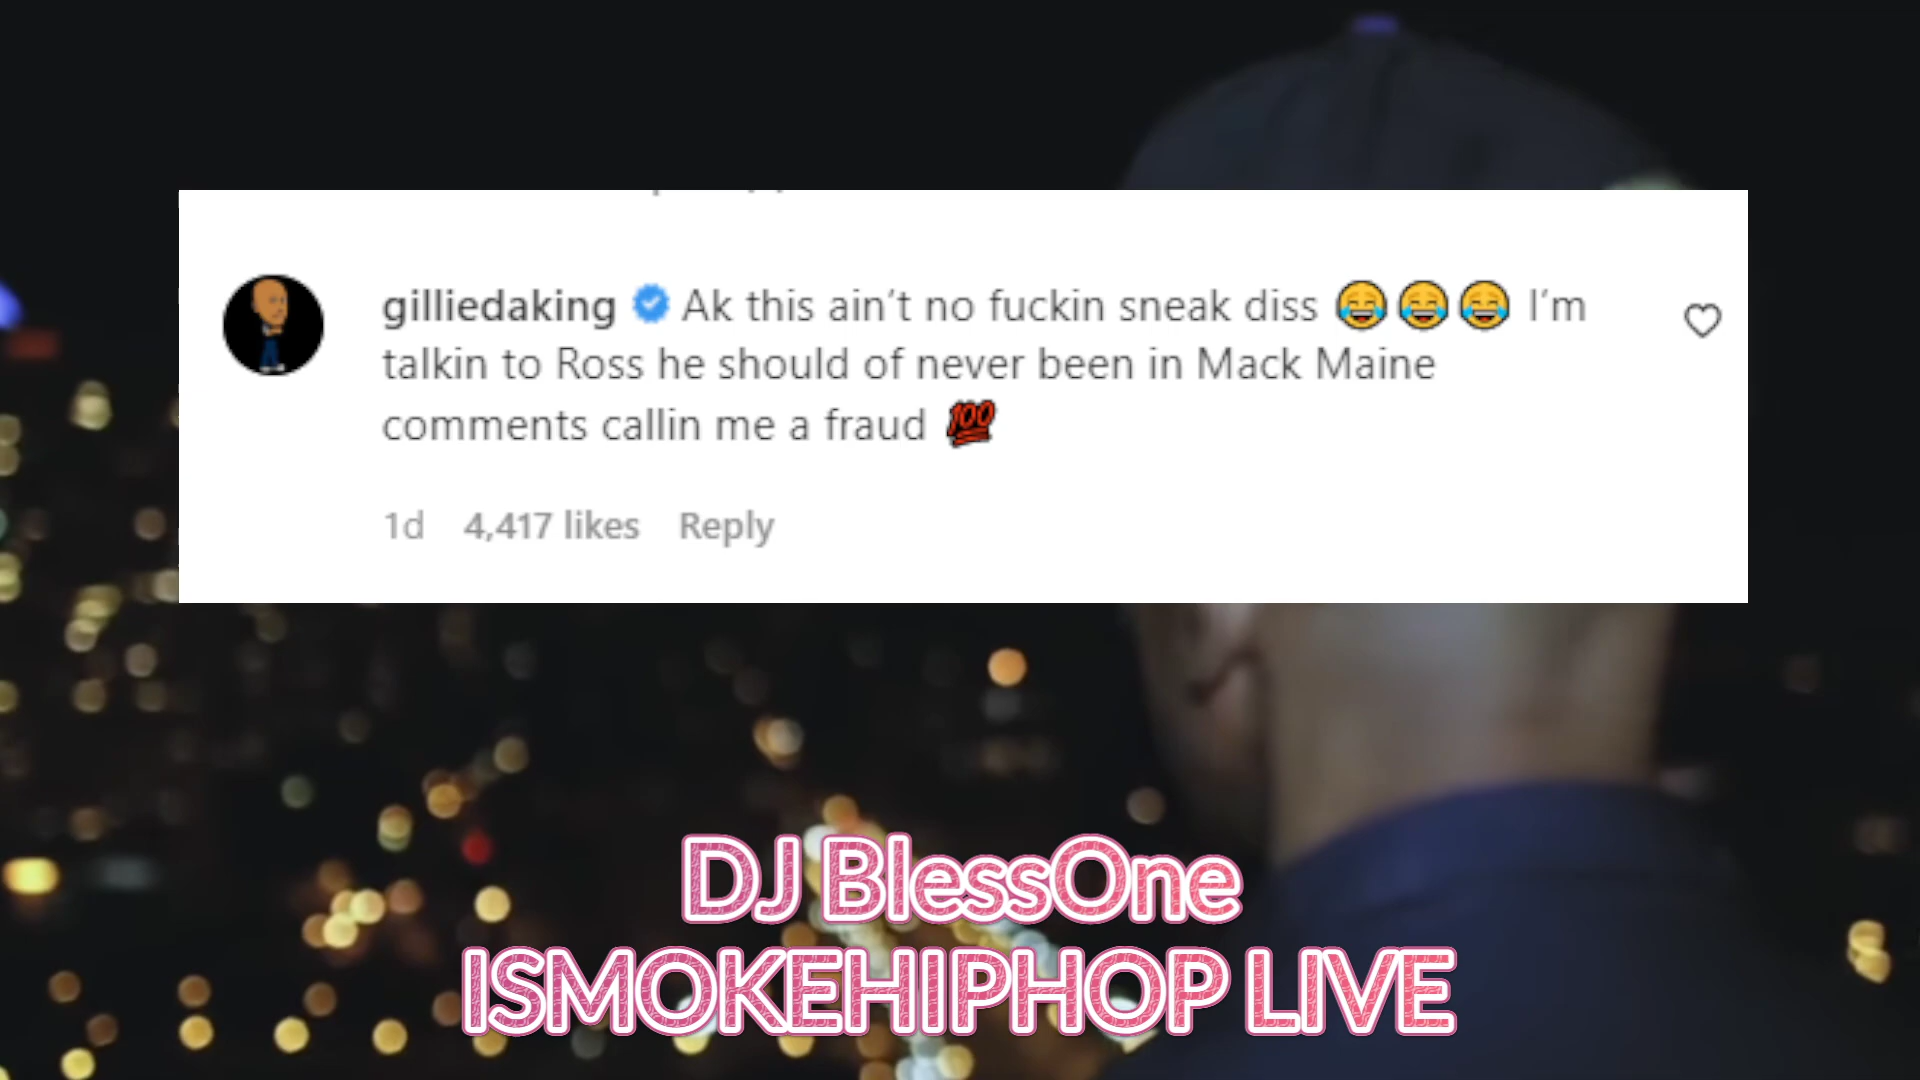 gilliedaking Ak this ain't no fuckin sneak diss 😂😂😂 I'm
talkin to Ross he should of never been in Mack Maine
comments callin me a fraud 💯
1d 4,417 likes Reply
DJ BlessOne
ISMOKEHIPHOP LIVE